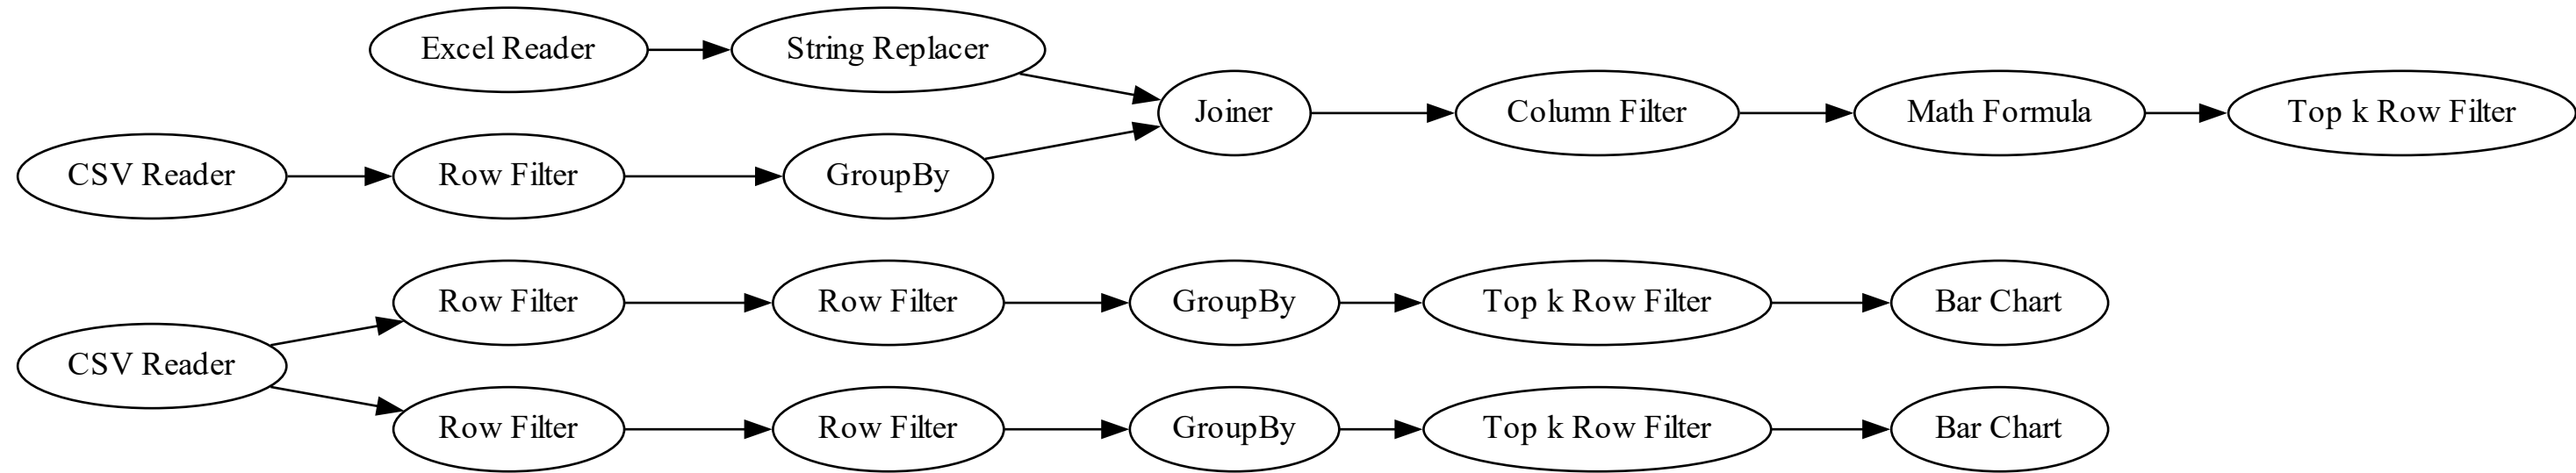 Excel Reader
String Replacer
Joiner
Column Filter
Math Formula
Top k Row Filter
CSV Reader
Row Filter
GroupBy
Row Filter
Row Filter
GroupBy
Top k Row Filter
Bar Chart
CSV Reader
Row Filter
Row Filter
GroupBy
Top k Row Filter
Bar Chart